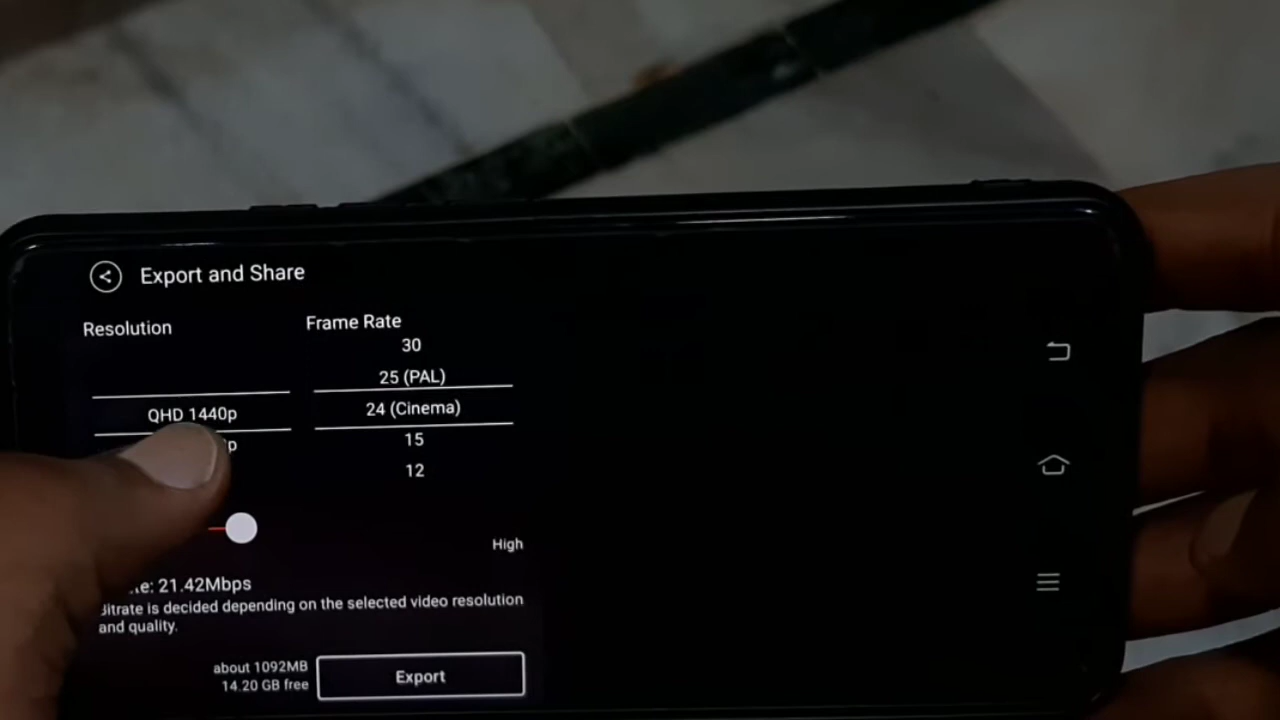 Export and Share
Resolution
Frame Rate
30
25 (PAL)
QHD 1440p
24 (Cinema)
15
12
High
21.42Mbps
is decided depending on the selected video resolution
and quality.
about 1092MB
14.20 GB free
Export